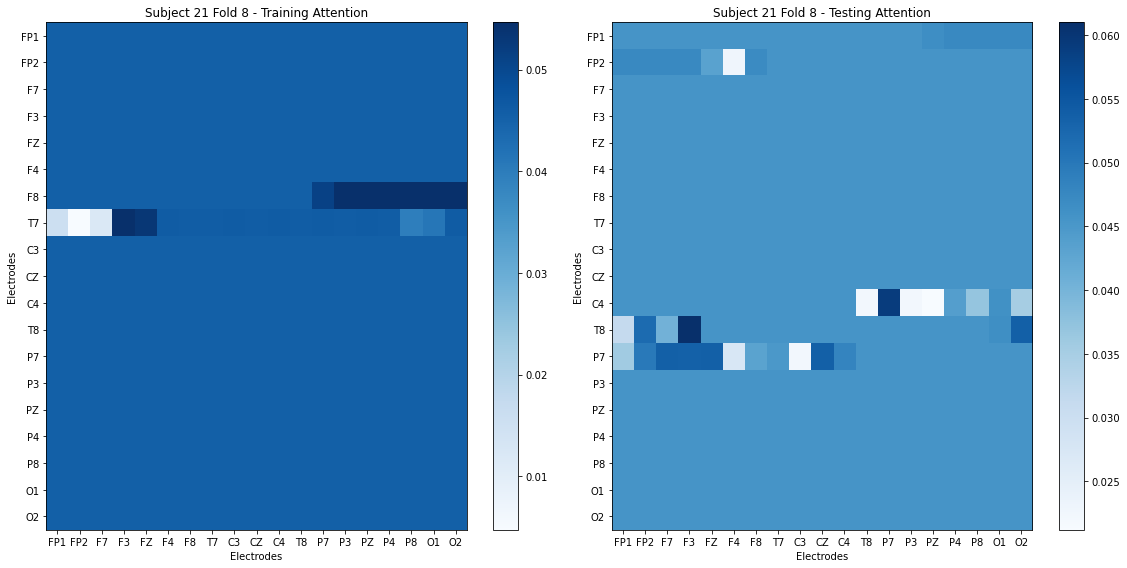 Subject 21 Fold 8 - Training Attention
FP1
FP2
F7
F3
FZ
F4
F8
T7
C3
CZ
C4
T8
P7
P3
PZ
P4
P8
O1
O2
Electrodes
FP1 FP2 F7 F3 FZ F4 F8 T7 C3 CZ C4 T8 P7 P3 PZ P4 P8 O1 O2
Electrodes
0.05
0.04
0.03
0.02
0.01
Subject 21 Fold 8 - Testing Attention
FP1
FP2
F7
F3
FZ
F4
F8
T7
C3
CZ
C4
T8
P7
P3
PZ
P4
P8
O1
O2
Electrodes
FP1 FP2 F7 F3 FZ F4 F8 T7 C3 CZ C4 T8 P7 P3 PZ P4 P8 O1 O2
Electrodes
0.060
0.055
0.050
0.045
0.040
0.035
0.030
0.025